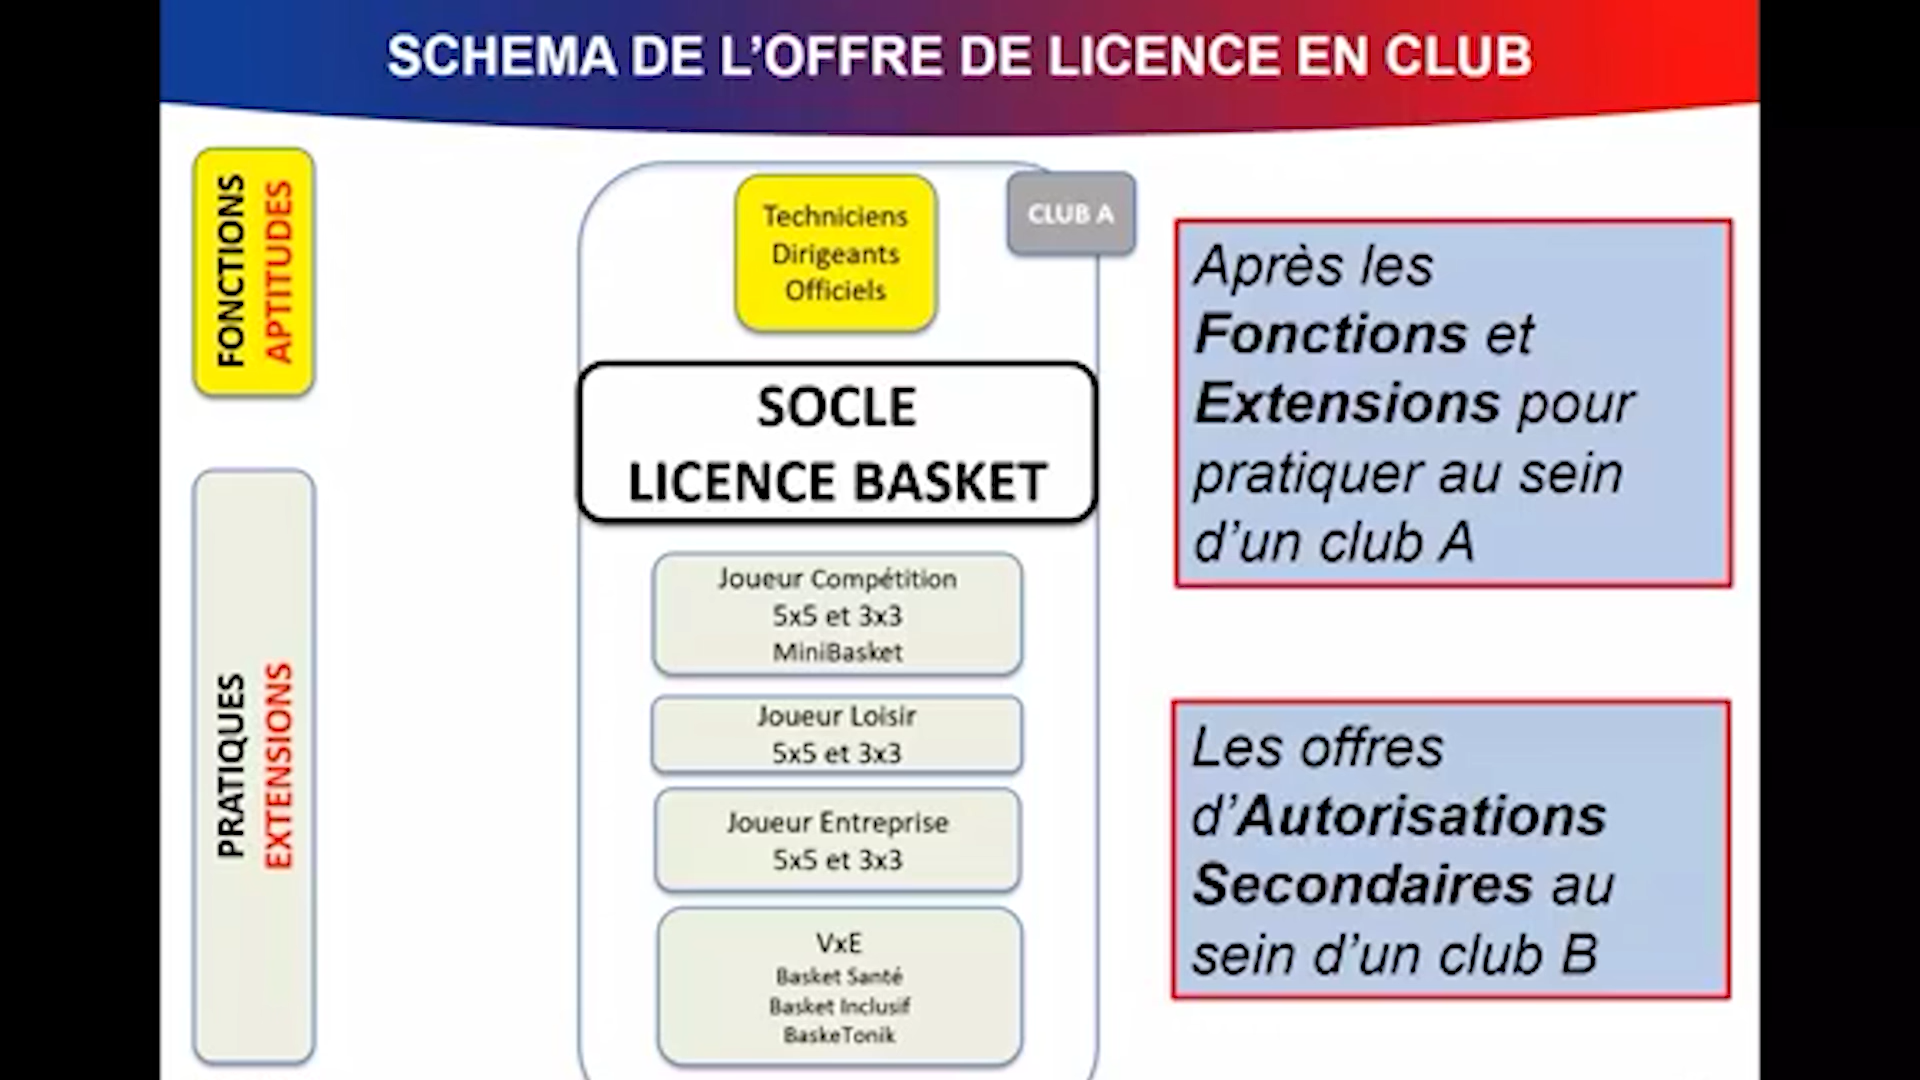 SCHEMA DE L'OFFRE DE LICENCE EN CLUB
FONCTIONS
APTITUDES
Techniciens
Dirigeants
Officiels
CLUB A
SOCLE
LICENCE BASKET
PRATIQUES
EXTENSIONS
Joueur Compétition
5x5 et 3x3
MiniBasket
Joueur Loisir
5x5 et 3x3
Joueur Entreprise
5x5 et 3x3
VxE
Basket Santé
Basket Inclusif
BaskeTonik
Après les
Fonctions et
Extensions pour
pratiquer au sein
d'un club A
Les offres
d'Autorisations
Secondaires au
sein d'un club B